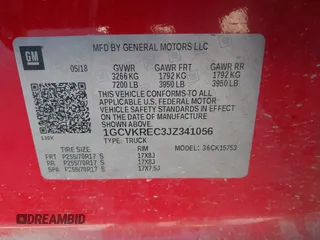 GM
MFD BY GENERAL MOTORS LLC
05/18 GVWR GAWR FRT GAWR RR
3266 KG 1792 KG 1792 KG
7200 LB 3950 LB 3950 LB
THIS VEHICLE CONFORMS TO ALL
APPLICABLE U.S. FEDERAL MOTOR
VEHICLE SAFETY STANDARDS IN
EFFECT ON THE DATE OF
MANUFACTURE SHOWN ABOVE.
1GCVKREC3JZ341056
TYPE: TRUCK
TIRE SIZE RIM
FRT P255/70R17 S 17X8J
RR P255/70R17 S 17X8J
SPA P255/70R17 S 17X7.5J
DREAMBID